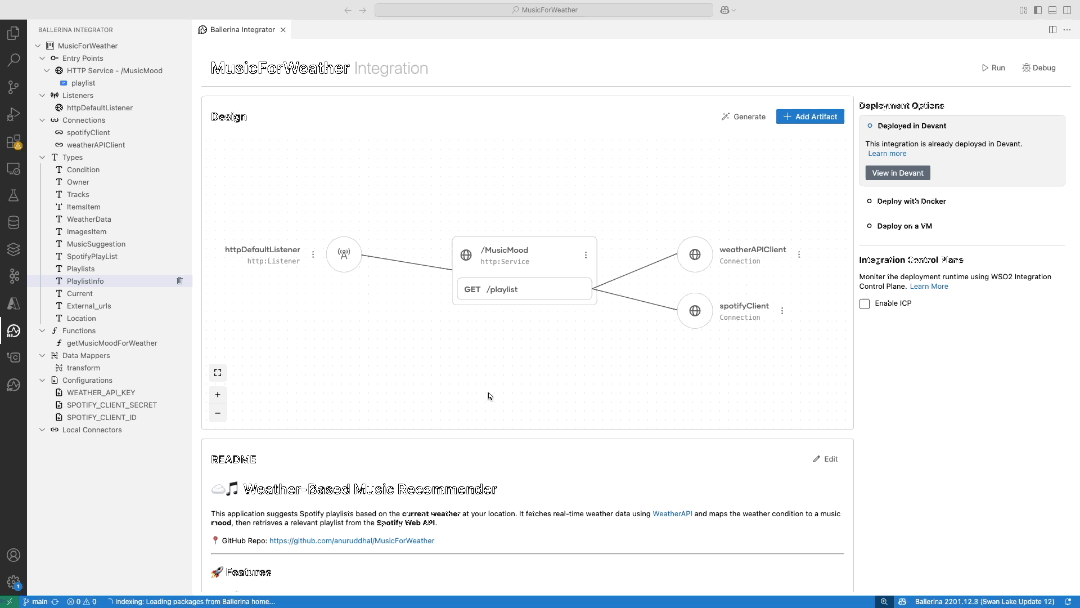 MusicForWeather
BALLERINA INTEGRATOR
MusicForWeather
Entry Points
HTTP Service - /MusicMood
playlist
Listeners
httpDefaultListener
Connections
spotifyClient
weatherAPIClient
Types
Condition
Owner
Tracks
ItemsItem
WeatherData
ImagesItem
MusicSuggestion
SpotifyPlayList
Playlists
PlaylistInfo
Current
External_urls
Location
Functions
getMusicMoodForWeather
Data Mappers
transform
Configurations
WEATHER_API_KEY
SPOTIFY_CLIENT_SECRET
SPOTIFY_CLIENT_ID
Local Connectors
Ballerina Integrator
MusicForWeather Integration
Run Debug
Design
Generate + Add Artifact
httpDefaultListener
http:Listener
/MusicMood
http:Service
GET /playlist
weatherAPIClient
Connection
spotifyClient
Connection
README
Edit
Weather-Based Music Recommender
This application suggests Spotify playlists based on the current weather at your location. It fetches real-time weather data using WeatherAPI and maps the weather condition to a music
mood, then retrieves a relevant playlist from the Spotify Web API.
GitHub Repo: https://github.com/anuruddhal/MusicForWeather
Features
Deployment Options
Deployed in Devant
This integration is already deployed in Devant.
Learn more
View in Devant
Deploy with Docker
Deploy on a VM
Integration Control Plane
Monitor the deployment runtime using WSO2 Integration
Control Plane. Learn More
Enable ICP
main 0 0 Indexing: Loading packages from Ballerina home... Ballerina 2201.12.3 (Swan Lake Update 12)